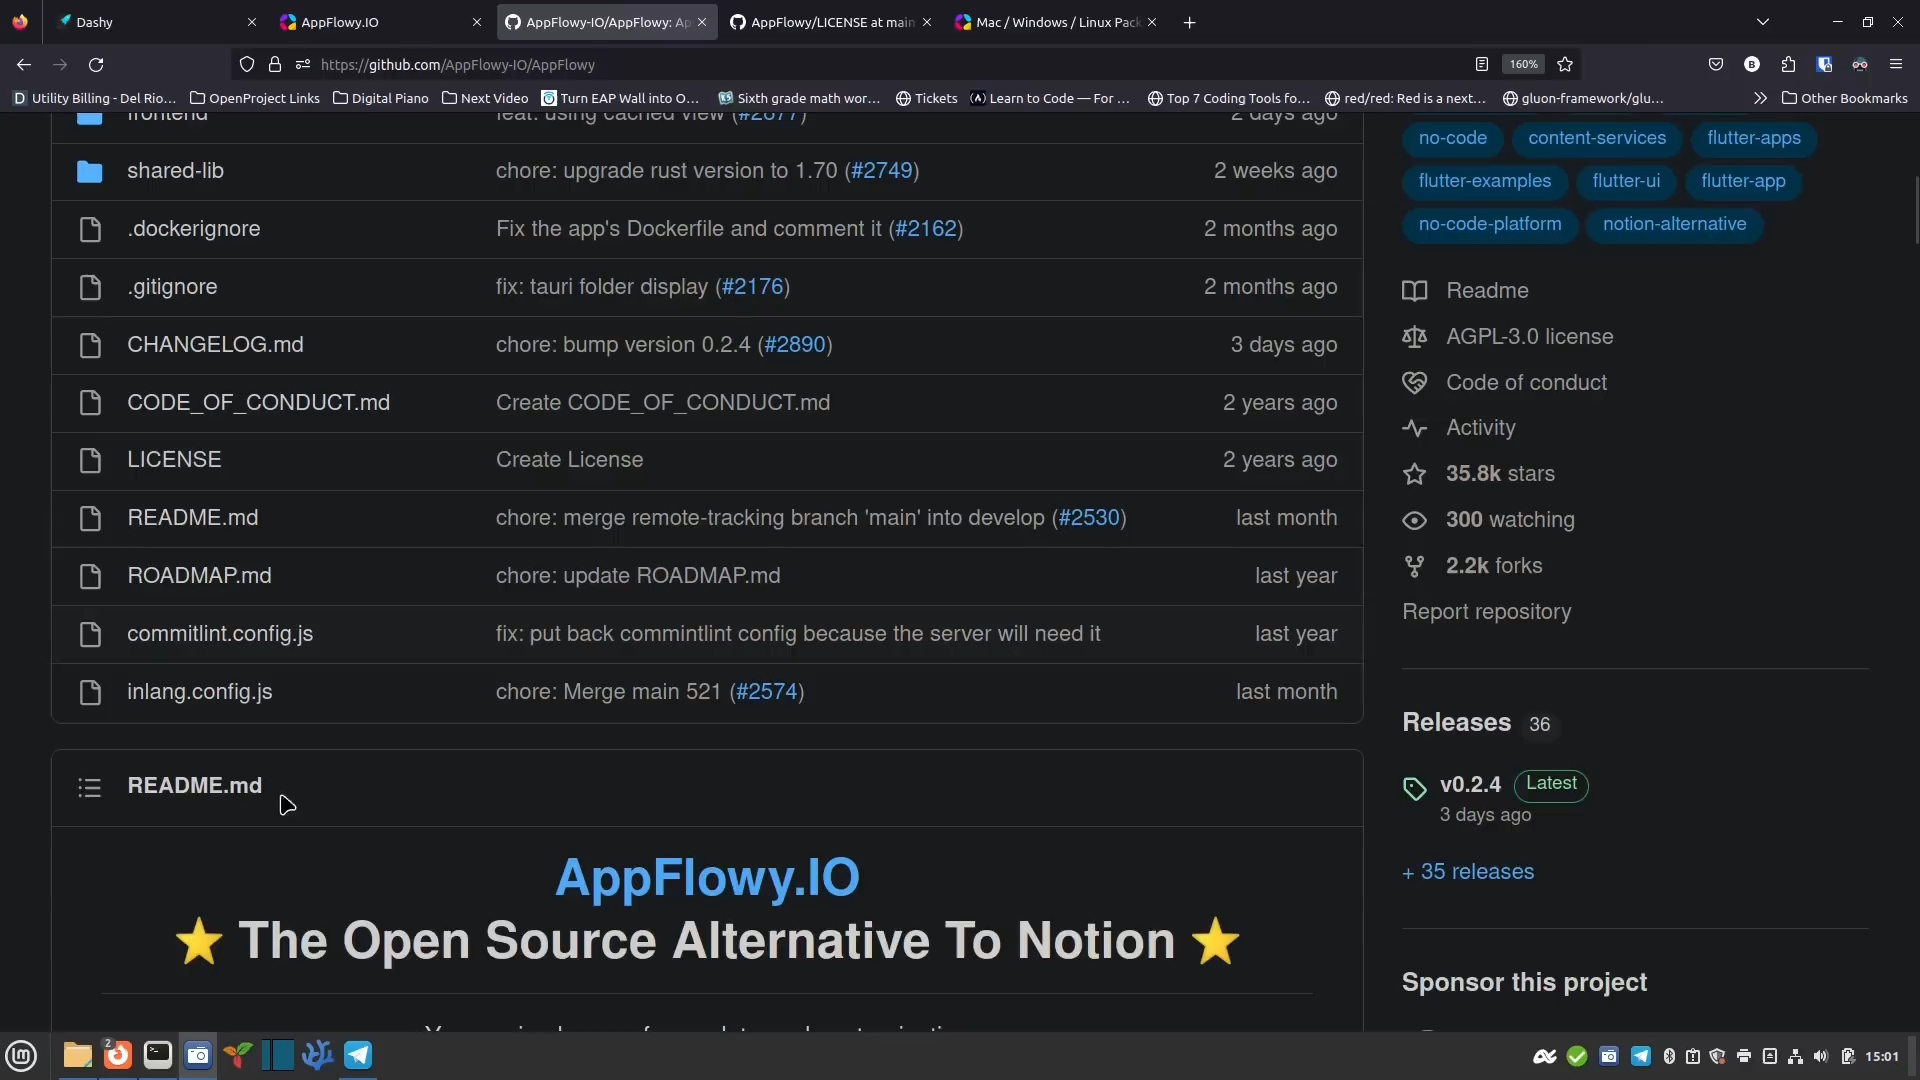 Dashy
AppFlowy.IO
AppFlowy-IO/AppFlowy: Ap
AppFlowy/LICENSE at main
Mac / Windows / Linux Pack
https://github.com/AppFlowy-IO/AppFlowy
160%
Utility Billing - Del Rio...
OpenProject Links
Digital Piano
Next Video
Turn EAP Wall into O...
Sixth grade math wor...
Tickets
Learn to Code — For ...
Top 7 Coding Tools fo...
red/red: Red is a next...
gluon-framework/glu...
Other Bookmarks
frontend
feat: using cached view (#2877)
2 days ago
shared-lib
chore: upgrade rust version to 1.70 (#2749)
2 weeks ago
.dockerignore
Fix the app's Dockerfile and comment it (#2162)
2 months ago
.gitignore
fix: tauri folder display (#2176)
2 months ago
CHANGELOG.md
chore: bump version 0.2.4 (#2890)
3 days ago
CODE_OF_CONDUCT.md
Create CODE_OF_CONDUCT.md
2 years ago
LICENSE
Create License
2 years ago
README.md
chore: merge remote-tracking branch 'main' into develop (#2530)
last month
ROADMAP.md
chore: update ROADMAP.md
last year
commitlint.config.js
fix: put back commintlint config because the server will need it
last year
inlang.config.js
chore: Merge main 521 (#2574)
last month
README.md
AppFlowy.IO
⭐ The Open Source Alternative To Notion ⭐
no-code
content-services
flutter-apps
flutter-examples
flutter-ui
flutter-app
no-code-platform
notion-alternative
Readme
AGPL-3.0 license
Code of conduct
Activity
35.8k stars
300 watching
2.2k forks
Report repository
Releases 36
v0.2.4 Latest
3 days ago
+ 35 releases
Sponsor this project
2
15:01